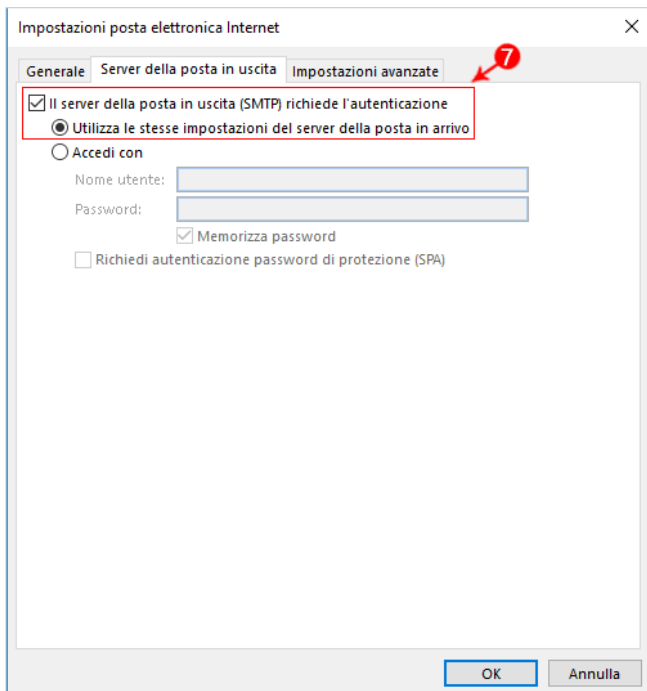 Impostazioni posta elettronica Internet
Generale Server della posta in uscita Impostazioni avanzate
7
Il server della posta in uscita (SMTP) richiede l'autenticazione
Utilizza le stesse impostazioni del server della posta in arrivo
Accedi con
Nome utente:
Password:
Memorizza password
Richiedi autenticazione password di protezione (SPA)
OK Annulla